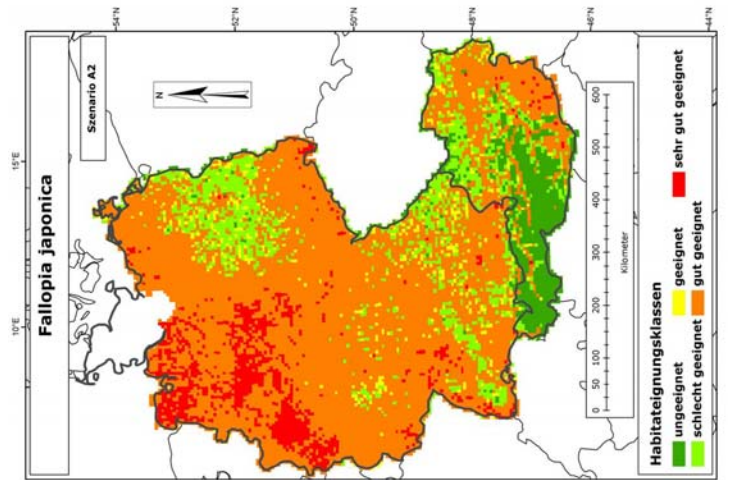 Fallopia japonica
Szenario A2
10°E
15°E
54°N
52°N
50°N
48°N
46°N
44°N
N
0 50 100 200 300 400 500 600
Kilometer
Habitateignungsklassen
ungeeignet
schlecht geeignet
geeignet
gut geeignet
sehr gut geeignet